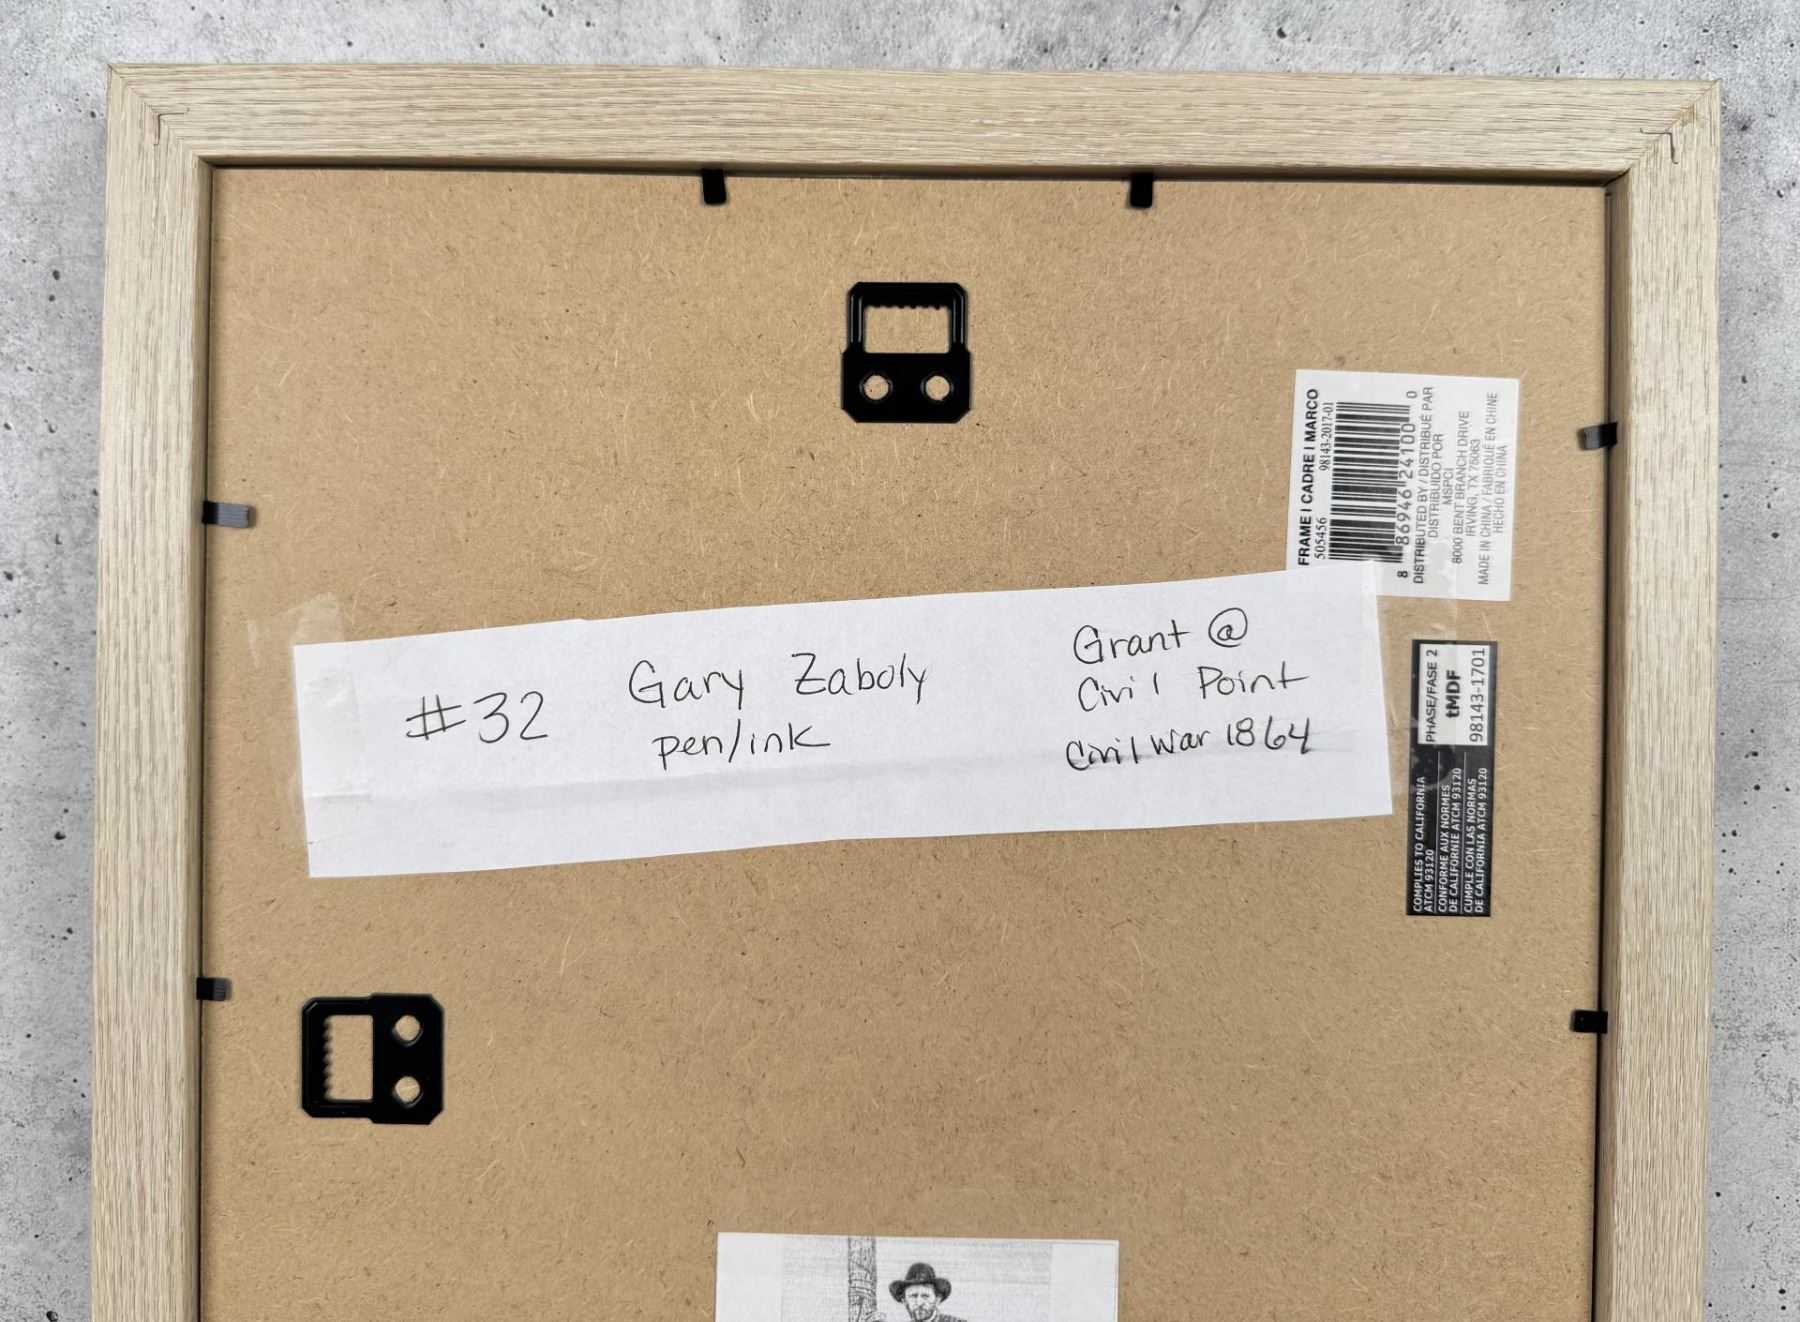 #32
Gary Zaboly
pen/ink
Grant @
Civil Point
Civil War 1864
FRAME | CADRE | MARCO
505456 98143-2017-01
8 86946 24100 0
DISTRIBUTED BY / DISTRIBUÉ PAR
DISTRIBUIDO POR
MSPCI
8000 BENT BRANCH DRIVE
IRVING, TX 75063
MADE IN CHINA / FABRIQUÉ EN CHINE
HECHO EN CHINA
PHASE/FASE 2
tMDF
98143-1701
COMPLIES TO CALIFORNIA
ATCM 93120
CONFORME AUX NORMES
DE CALIFORNIE ATCM 93120
CUMPLE CON LAS NORMAS
DE CALIFORNIA ATCM 93120